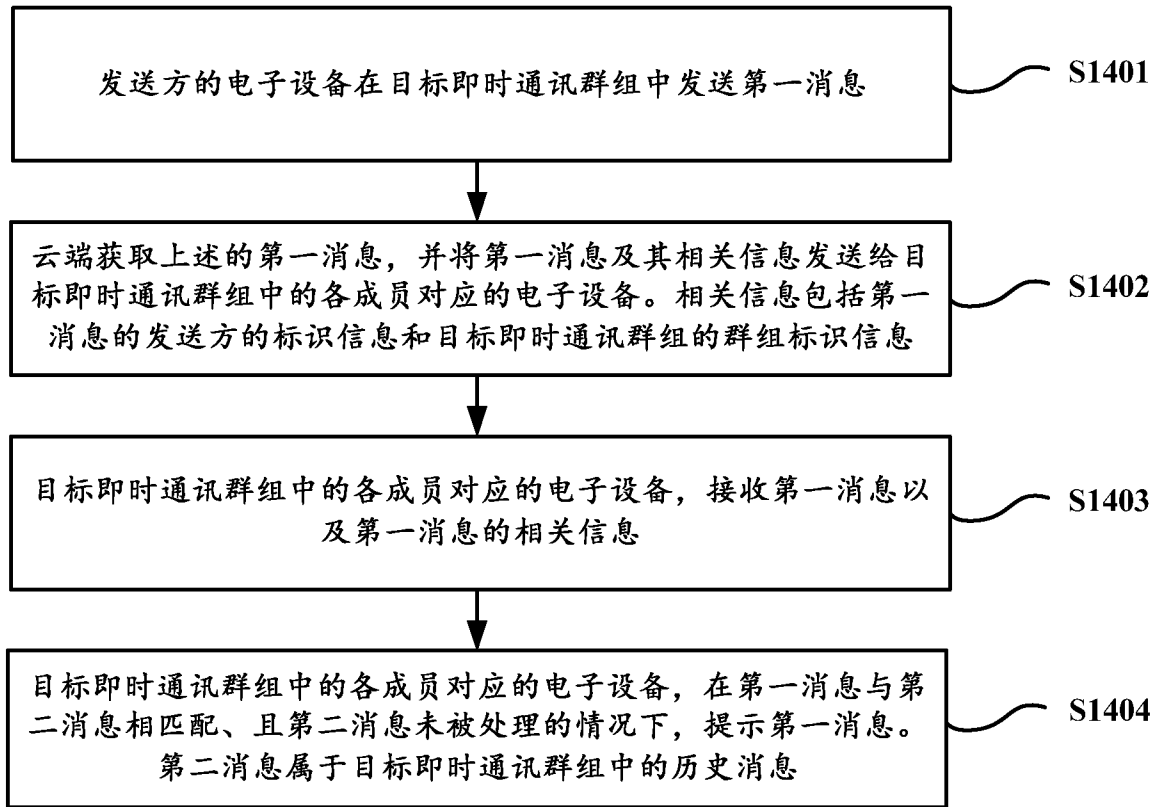 发送方的电子设备在目标即时通讯群组中发送第一消息
S1401
云端获取上述的第一消息，并将第一消息及其相关信息发送给目
标即时通讯群组中的各成员对应的电子设备。相关信息包括第一
消息的发送方的标识信息和目标即时通讯群组的群组标识信息
S1402
目标即时通讯群组中的各成员对应的电子设备，接收第一消息以
及第一消息的相关信息
S1403
目标即时通讯群组中的各成员对应的电子设备，在第一消息与第
二消息相匹配、且第二消息未被处理的情况下，提示第一消息。
第二消息属于目标即时通讯群组中的历史消息
S1404